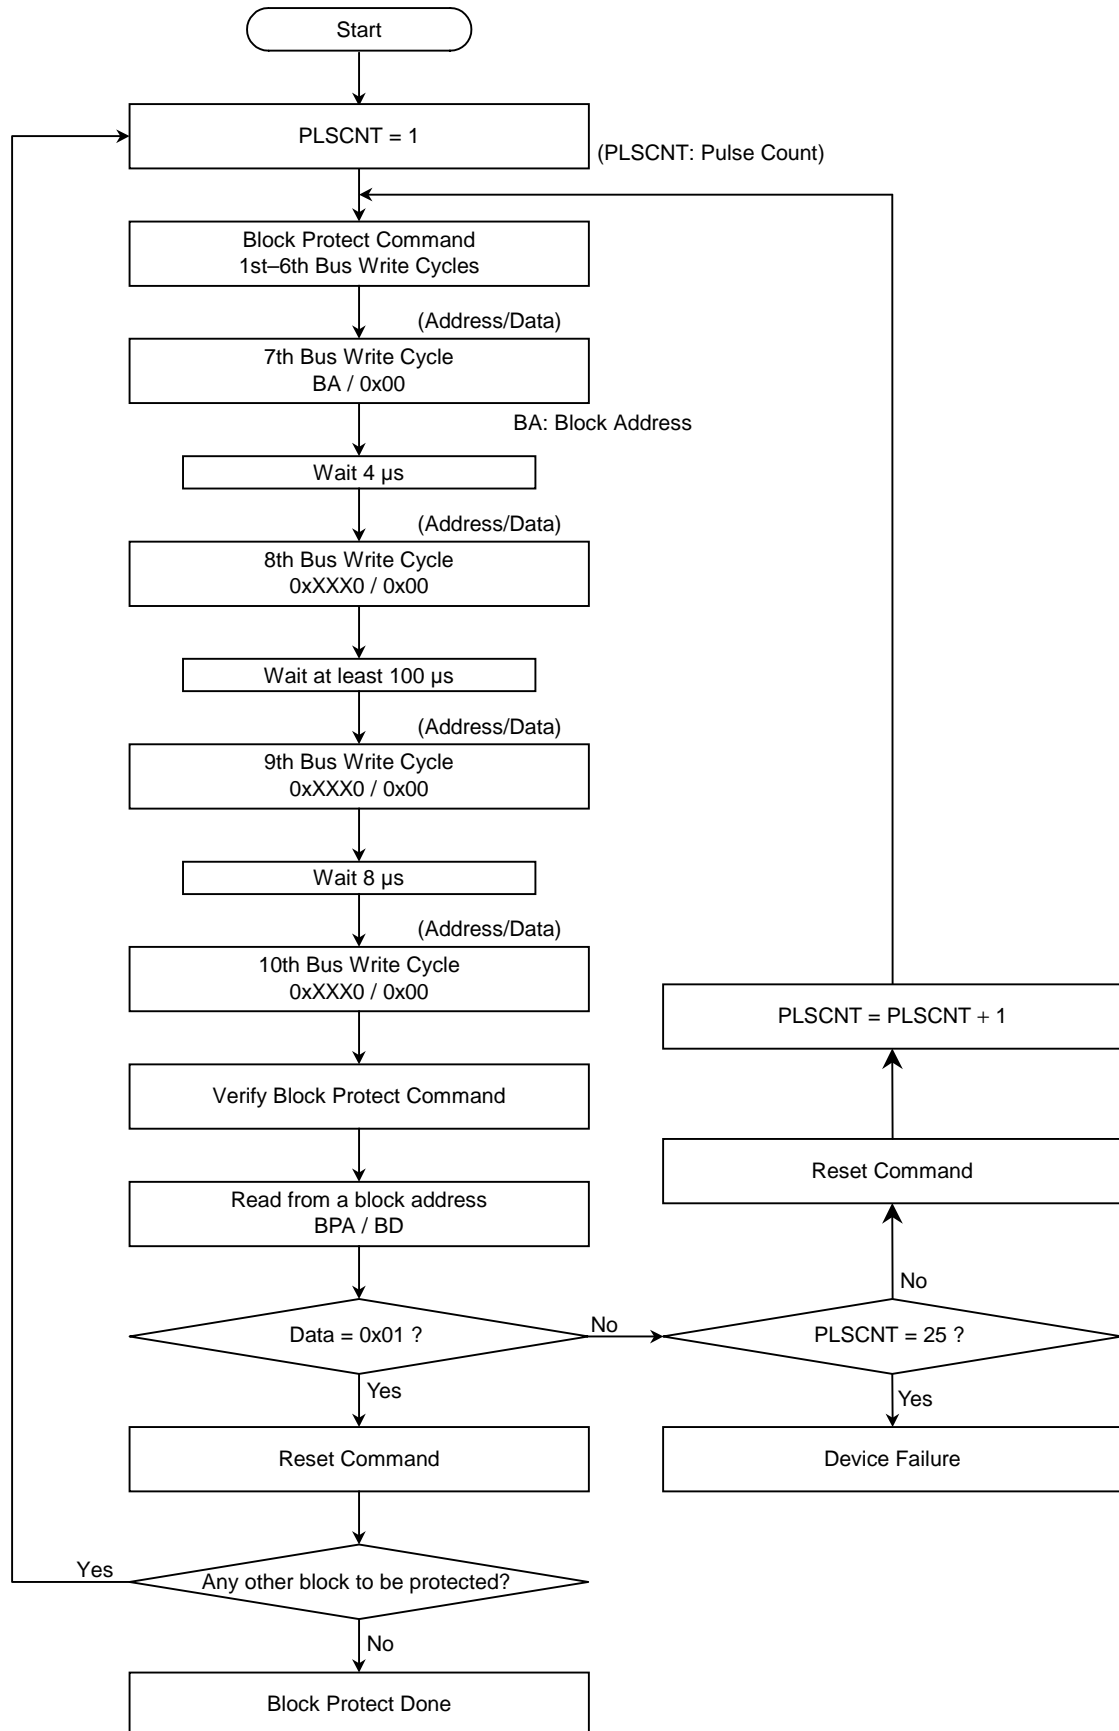 Start
PLSCNT = 1
(PLSCNT: Pulse Count)
Block Protect Command
1st–6th Bus Write Cycles
(Address/Data)
7th Bus Write Cycle
BA / 0x00
BA: Block Address
Wait 4 μs
(Address/Data)
8th Bus Write Cycle
0xXXX0 / 0x00
Wait at least 100 μs
(Address/Data)
9th Bus Write Cycle
0xXXX0 / 0x00
Wait 8 μs
(Address/Data)
10th Bus Write Cycle
0xXXX0 / 0x00
PLSCNT = PLSCNT + 1
Verify Block Protect Command
Reset Command
Read from a block address
BPA / BD
No
Data = 0x01 ?
No
PLSCNT = 25 ?
Yes
Yes
Reset Command
Device Failure
Yes
Any other block to be protected?
No
Block Protect Done